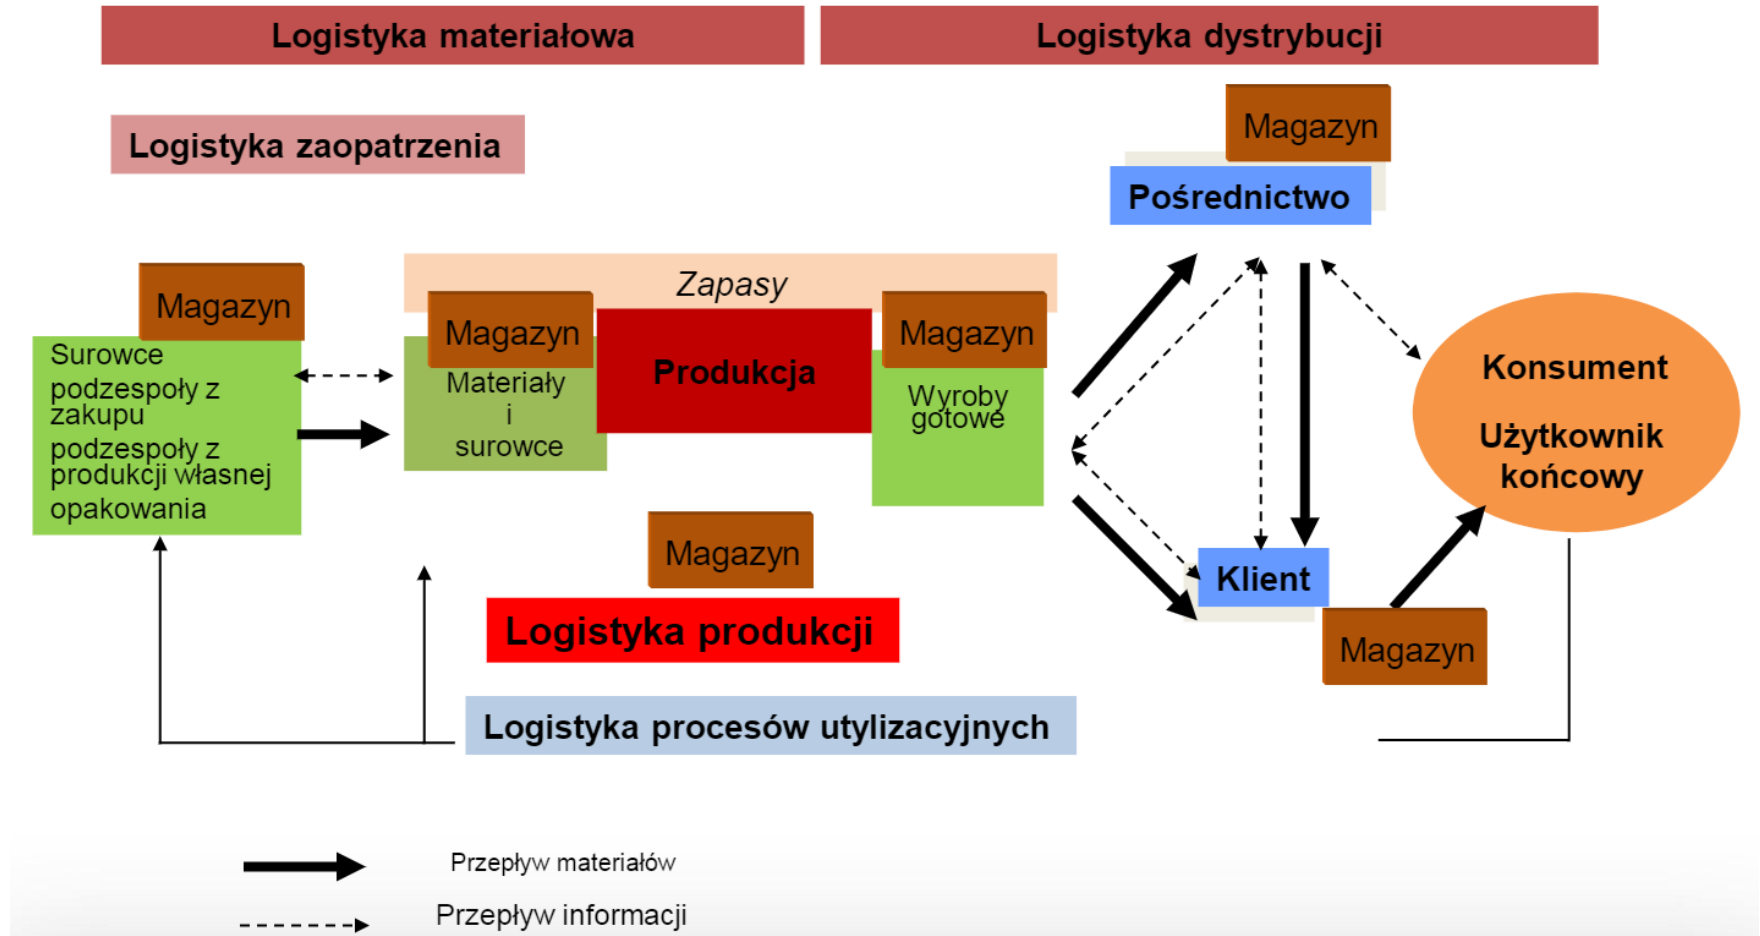 Logistyka materiałowa
Logistyka dystrybucji
Magazyn
Logistyka zaopatrzenia
Pośrednictwo
Magazyn
Zapasy
Magazyn
Magazyn
Surowce
podzespoły z
zakupu
podzespoły z
produkcji własnej
opakowania
Materiały
i
surowce
Produkcja
Wyroby
gotowe
Konsument
Użytkownik
końcowy
Magazyn
Klient
Logistyka produkcji
Magazyn
Logistyka procesów utylizacyjnych
Przepływ materiałów
Przepływ informacji